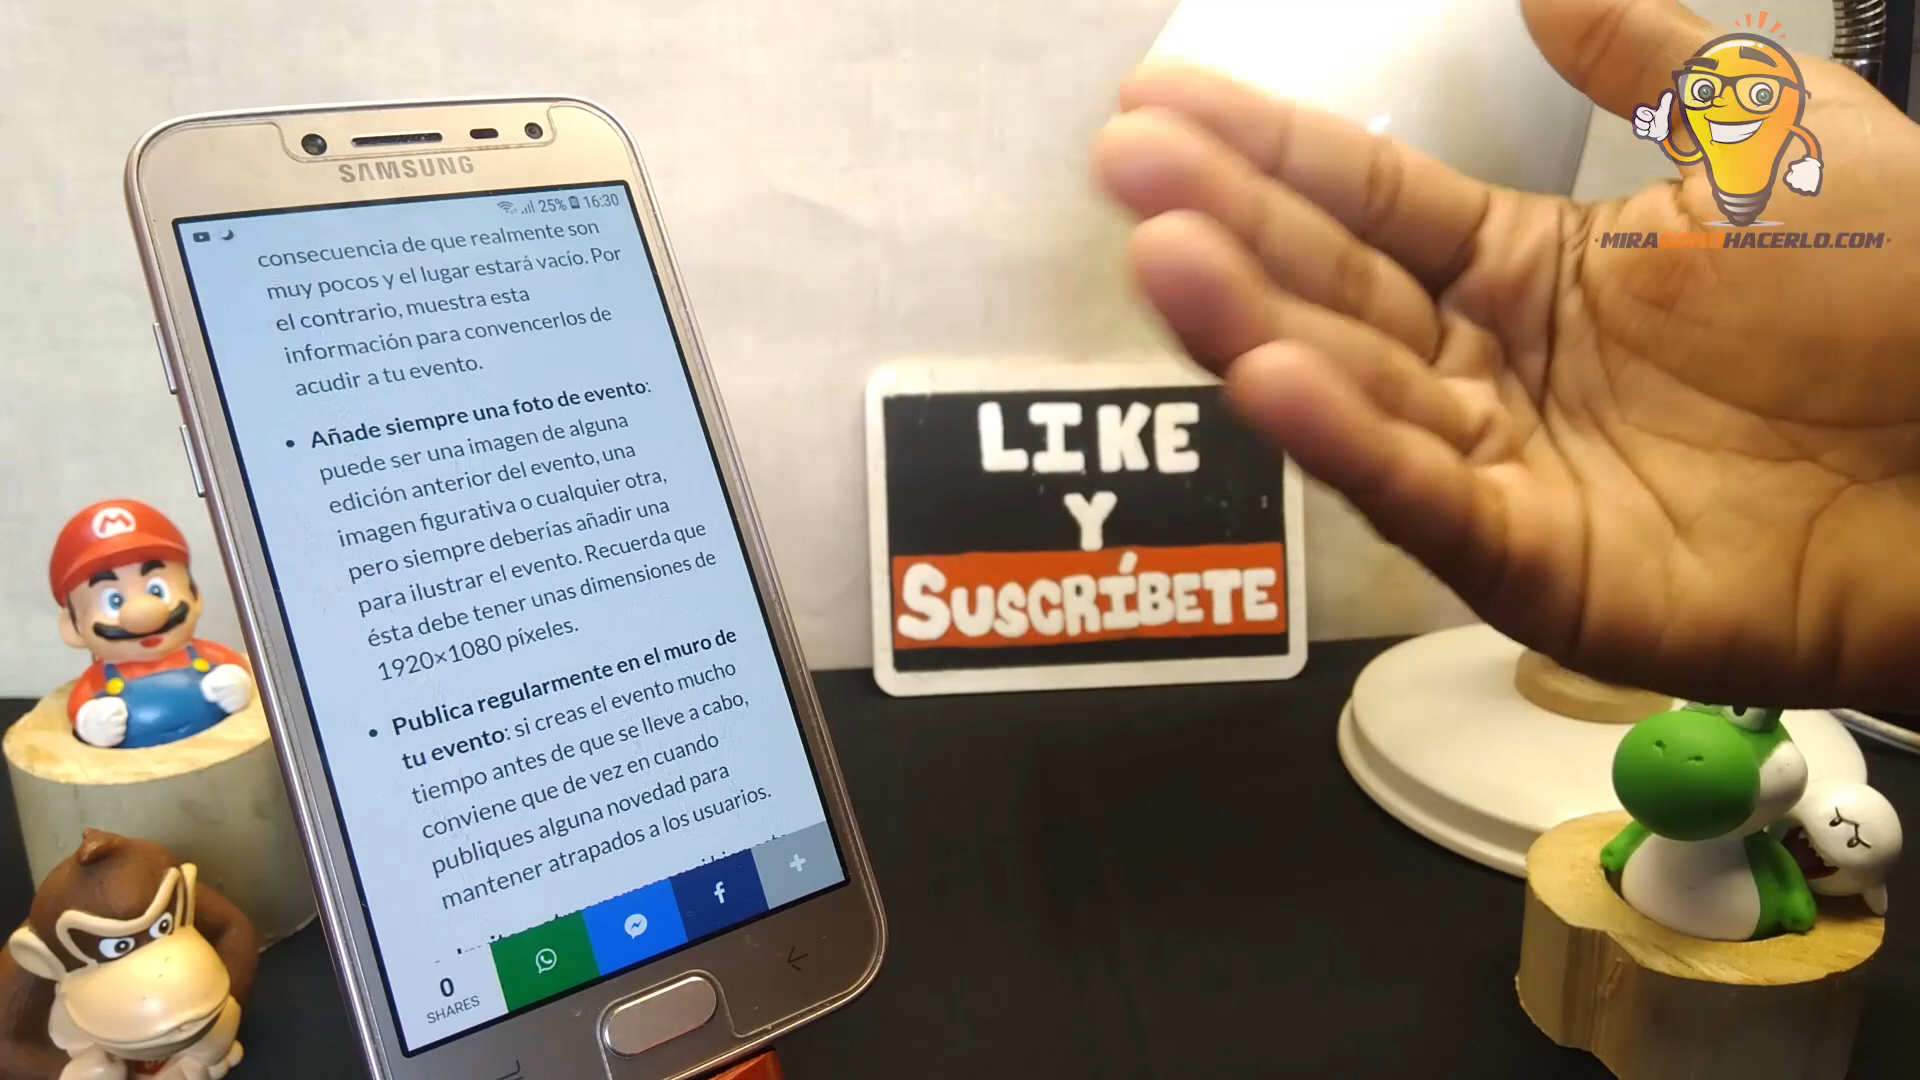 SAMSUNG
25% 16:30
consecuencia de que realmente son
muy pocos y el lugar estará vacío. Por
el contrario, muestra esta
información para convencerlos de
acudir a tu evento.
• Añade siempre una foto de evento:
puede ser una imagen de alguna
edición anterior del evento, una
imagen figurativa o cualquier otra,
pero siempre deberías añadir una
para ilustrar el evento. Recuerda que
ésta debe tener unas dimensiones de
1920×1080 píxeles.
• Publica regularmente en el muro de
tu evento: si creas el evento mucho
tiempo antes de que se lleve a cabo,
conviene que de vez en cuando
publiques alguna novedad para
mantener atrapados a los usuarios.
0
SHARES
LIKE
Y
SUSCRÍBETE
M
MIRACOMOHACERLO.COM